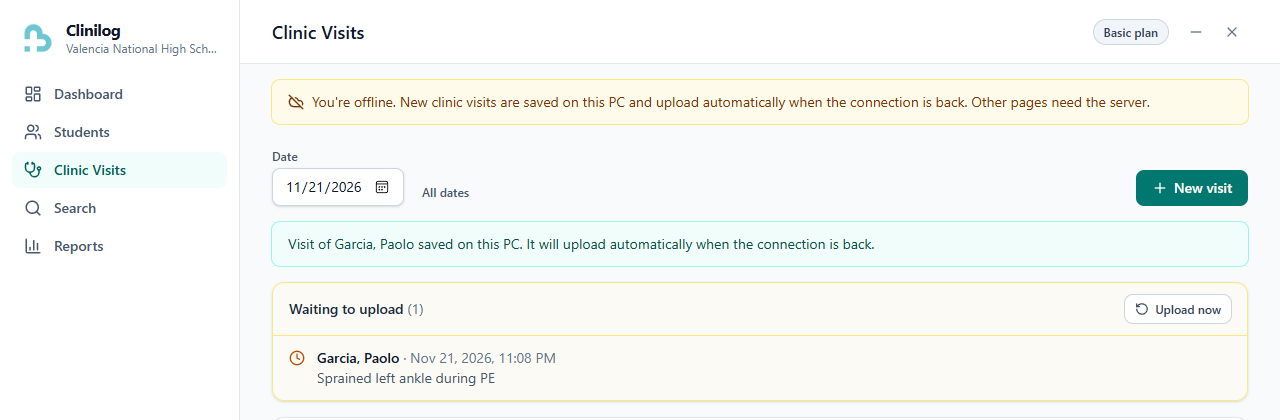 Clinilog
Valencia National High Sch...
Dashboard
Students
Clinic Visits
Search
Reports
Clinic Visits
Basic plan
You're offline. New clinic visits are saved on this PC and upload automatically when the connection is back. Other pages need the server.
Date
11/21/2026
All dates
New visit
Visit of Garcia, Paolo saved on this PC. It will upload automatically when the connection is back.
Waiting to upload (1)
Upload now
Garcia, Paolo · Nov 21, 2026, 11:08 PM
Sprained left ankle during PE